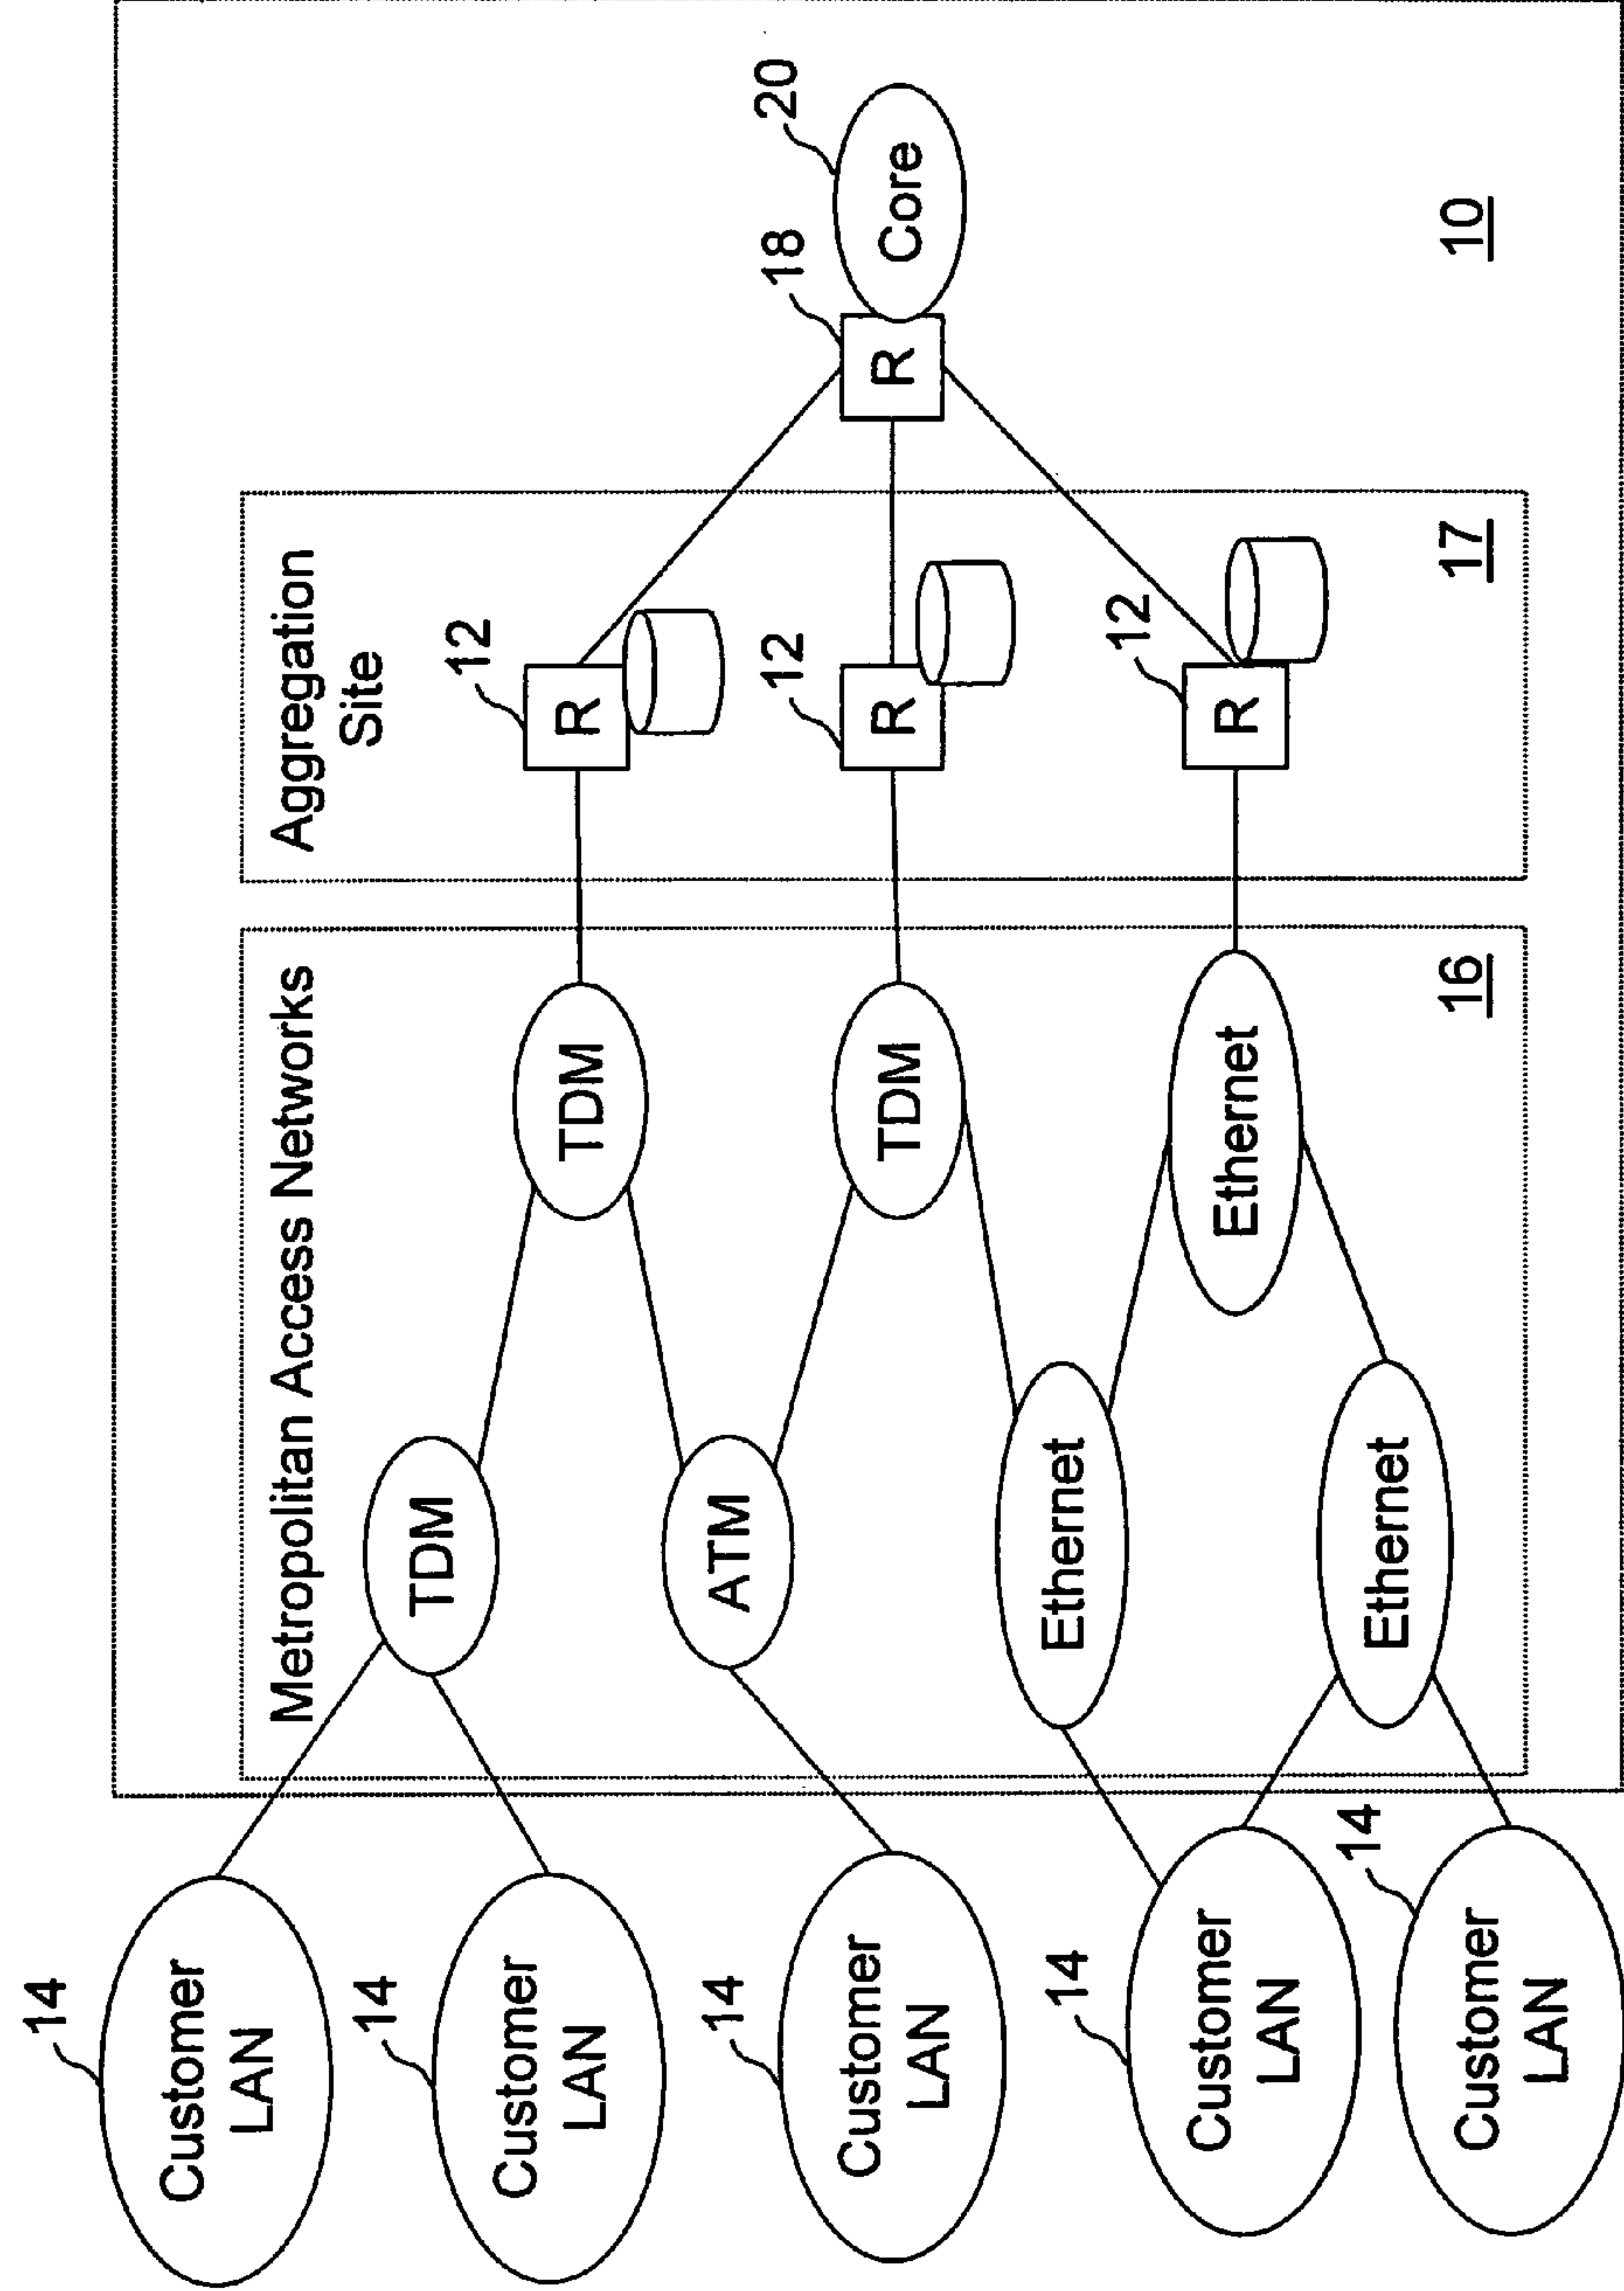 Metropolitan Access Networks
Aggregation
Site
14
Customer
LAN
14
Customer
LAN
14
Customer
LAN
14
Customer
LAN
14
Customer
LAN
TDM
ATM
Ethernet
Ethernet
TDM
TDM
Ethernet
16
12
R
12
R
12
R
17
18
R
20
Core
10